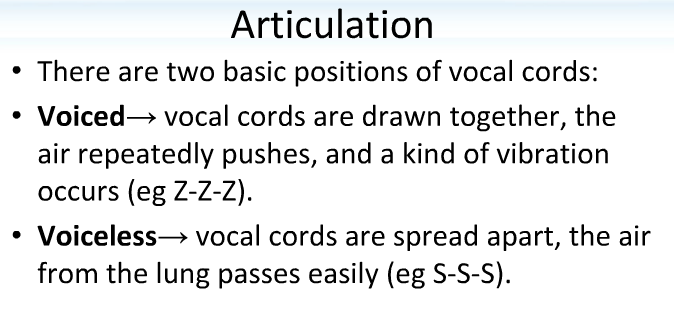 Articulation
• There are two basic positions of vocal cords:
• Voiced→ vocal cords are drawn together, the
air repeatedly pushes, and a kind of vibration
occurs (eg Z-Z-Z).
• Voiceless→ vocal cords are spread apart, the air
from the lung passes easily (eg S-S-S).